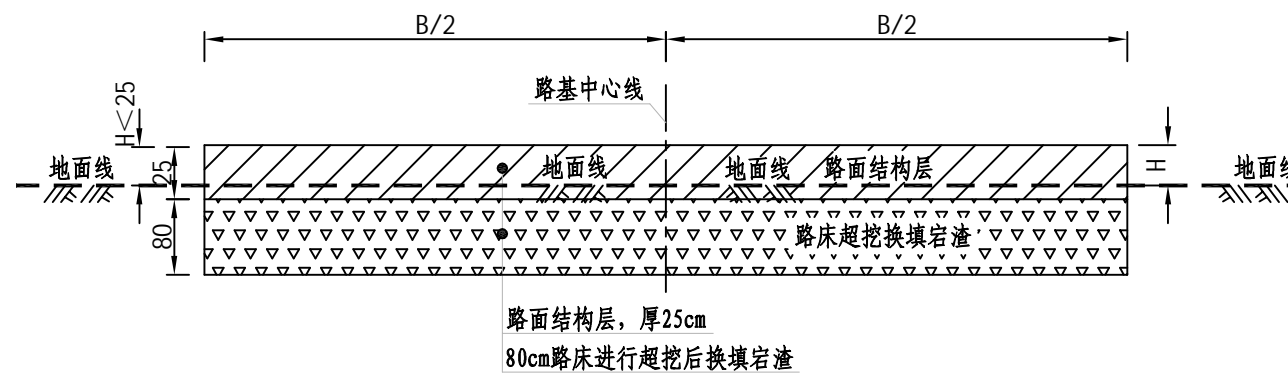 B/2
B/2
路基中心线
H<25
25
80
H
地面线
地面线
地面线
路面结构层
地面线
路床超挖换填宕渣
路面结构层，厚25cm
80cm路床进行超挖后换填宕渣